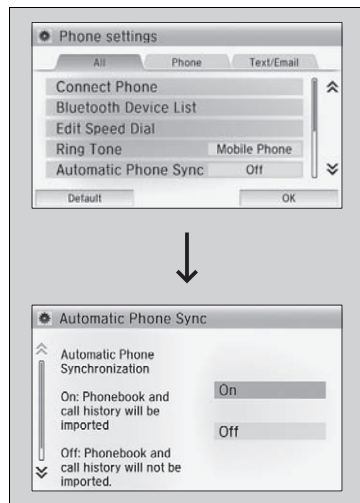 Phone settings
All Phone Text/Email
Connect Phone
Bluetooth Device List
Edit Speed Dial
Ring Tone Mobile Phone
Automatic Phone Sync Off
Default OK
Automatic Phone Sync
Automatic Phone
Synchronization
On: Phonebook and
call history will be
imported
Off: Phonebook and
call history will not be
imported.
On
Off